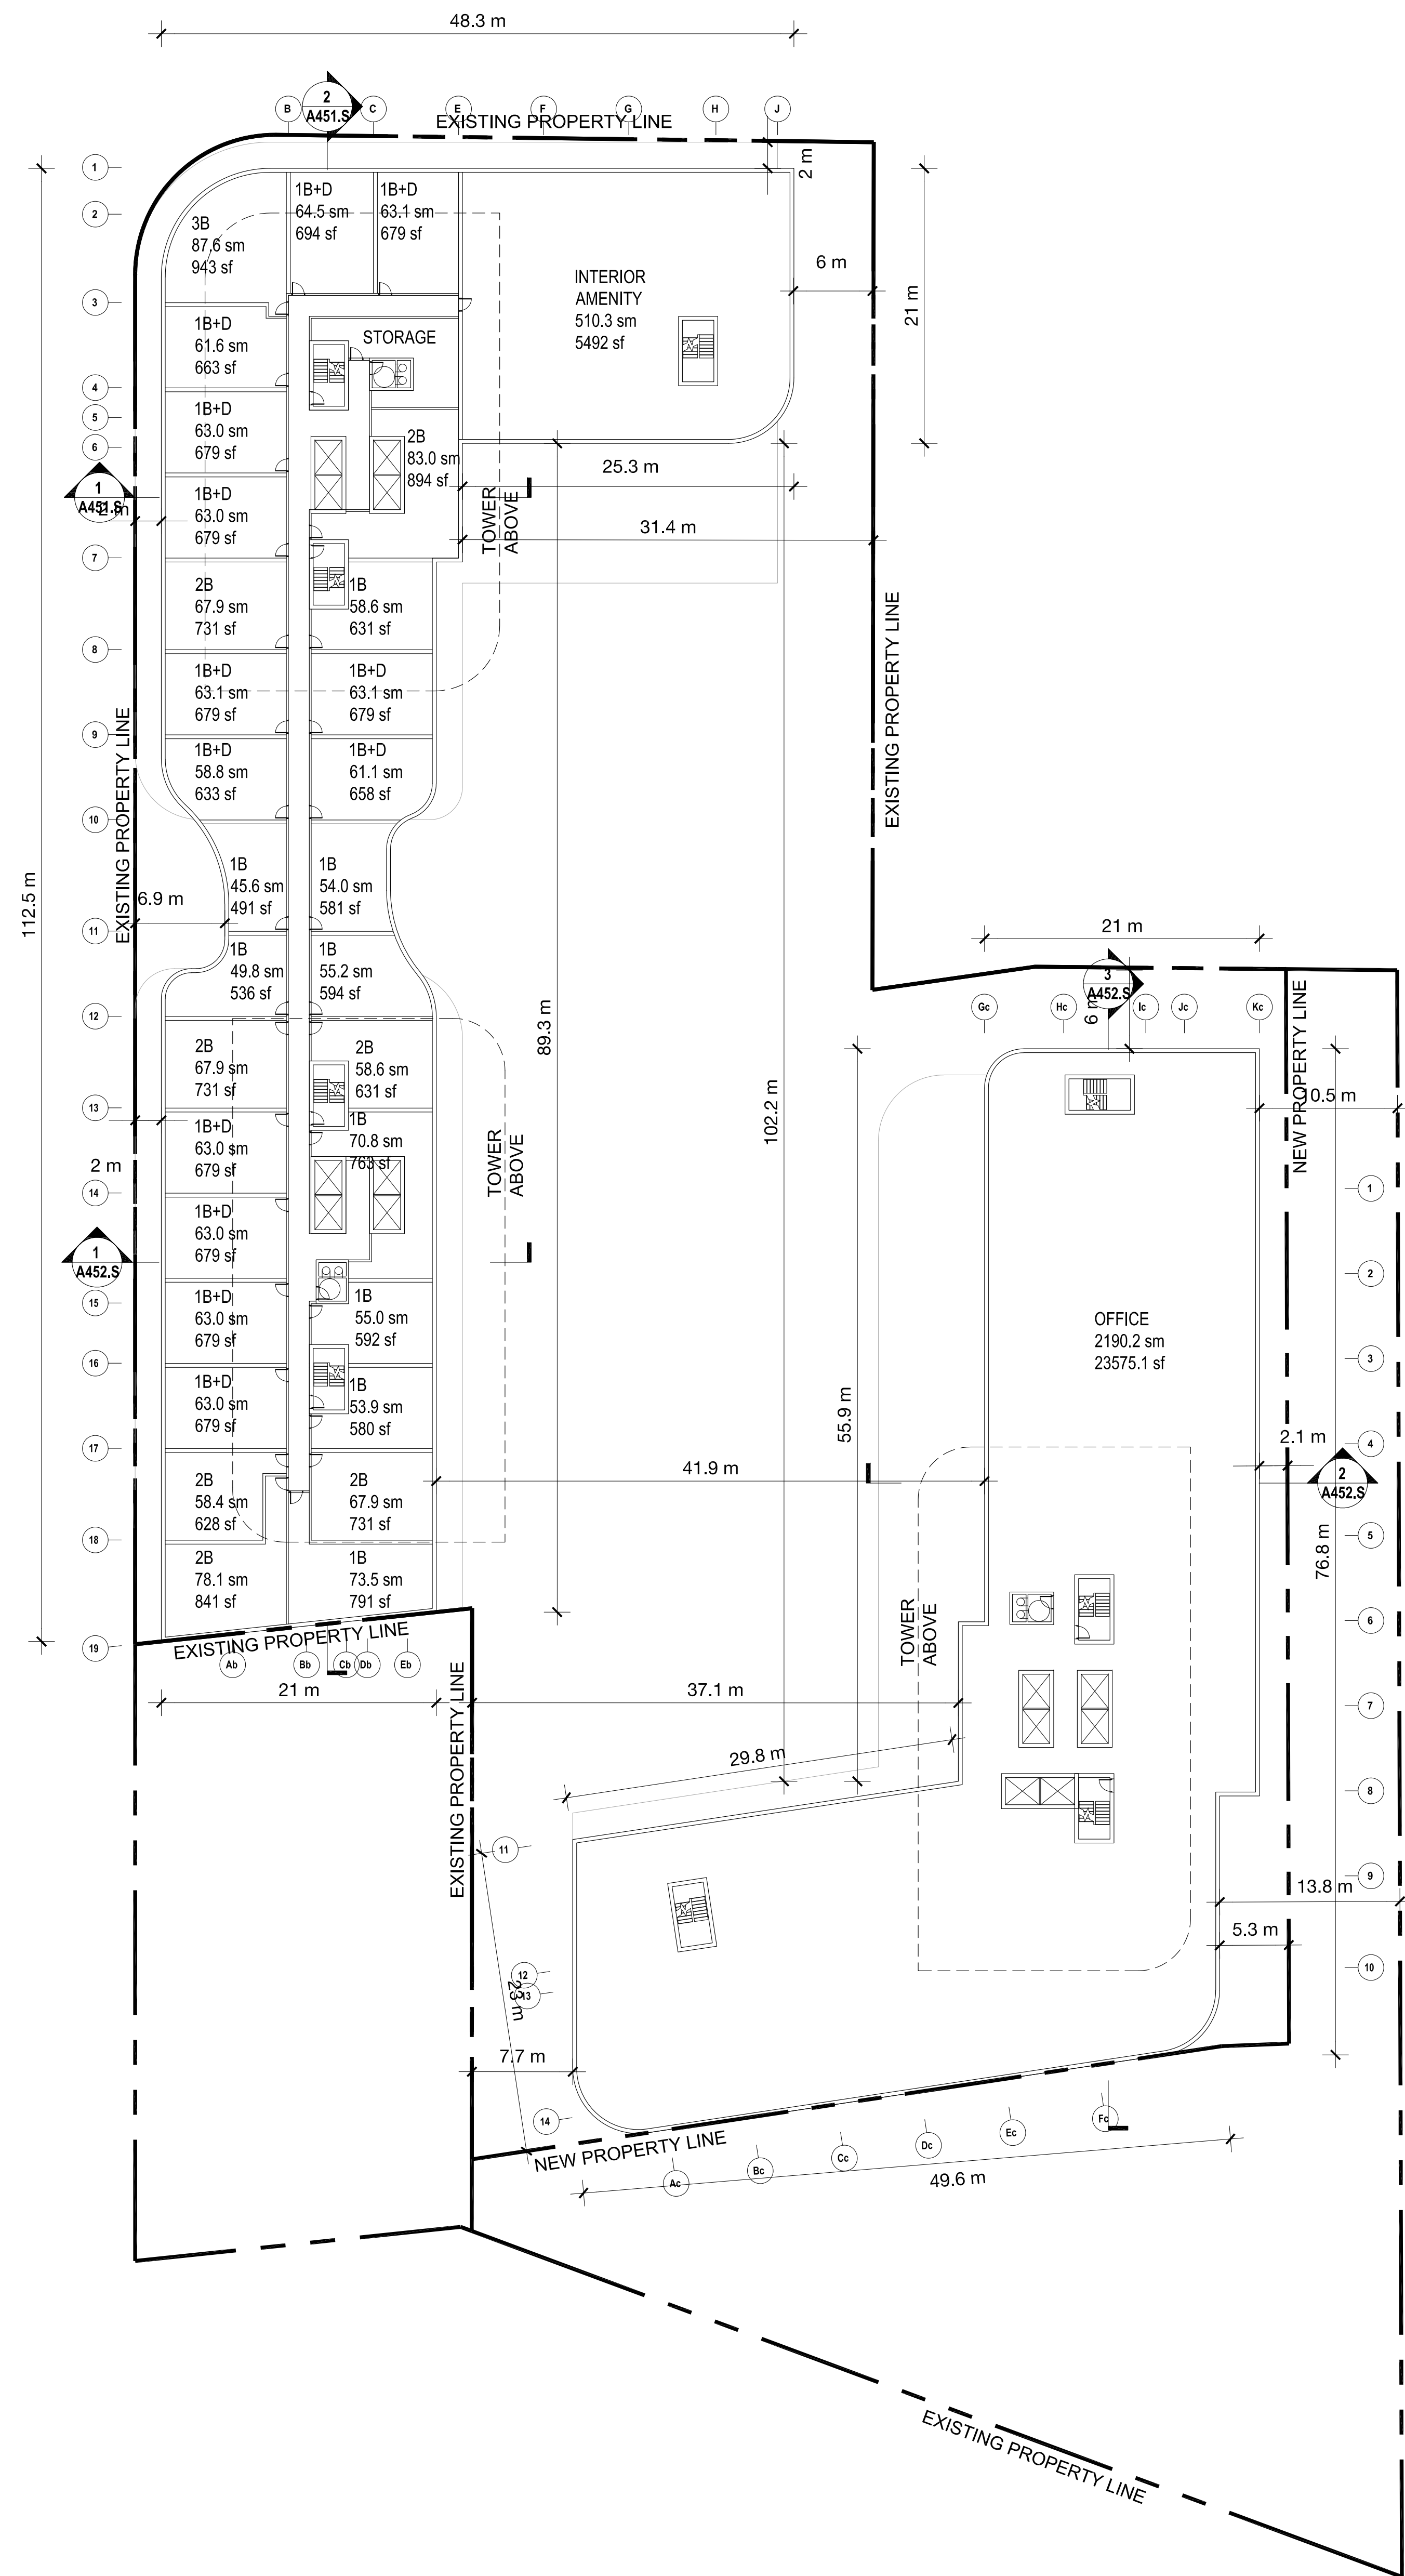 48.3 m
2
A451.S
B
C
E
F
G
H
J
EXISTING PROPERTY LINE
1
2
3
4
5
6
7
8
9
10
11
12
13
14
15
16
17
18
19
2 m
6 m
21 m
3B
87.6 sm
943 sf
1B+D
64.5 sm
694 sf
1B+D
63.1 sm
679 sf
INTERIOR
AMENITY
510.3 sm
5492 sf
STORAGE
1B+D
61.6 sm
663 sf
1B+D
63.0 sm
679 sf
2B
83.0 sm
894 sf
25.3 m
31.4 m
1
A451.S
2 m
1B+D
63.0 sm
679 sf
TOWER
ABOVE
2B
67.9 sm
731 sf
1B
58.6 sm
631 sf
1B+D
63.1 sm
679 sf
1B+D
63.1 sm
679 sf
1B+D
58.8 sm
633 sf
1B+D
61.1 sm
658 sf
EXISTING PROPERTY LINE
EXISTING PROPERTY LINE
112.5 m
6.9 m
1B
45.6 sm
491 sf
1B
54.0 sm
581 sf
1B
49.8 sm
536 sf
1B
55.2 sm
594 sf
89.3 m
102.2 m
2B
67.9 sm
731 sf
2B
58.6 sm
631 sf
1B+D
63.0 sm
679 sf
1B
70.8 sm
763 sf
TOWER
ABOVE
2 m
1B+D
63.0 sm
679 sf
1
A452.S
1B+D
63.0 sm
679 sf
1B
55.0 sm
592 sf
1B+D
63.0 sm
679 sf
1B
53.9 sm
580 sf
2B
58.4 sm
628 sf
2B
67.9 sm
731 sf
2B
78.1 sm
841 sf
1B
73.5 sm
791 sf
EXISTING PROPERTY LINE
Ab
Bb
Cb
Db
Eb
21 m
41.9 m
37.1 m
29.8 m
EXISTING PROPERTY LINE
21 m
3
A452.S
6 m
Gc
Hc
Ic
Jc
Kc
NEW PROPERTY LINE
10.5 m
OFFICE
2190.2 sm
23575.1 sf
55.9 m
2.1 m
2
A452.S
76.8 m
1
2
3
4
5
6
7
8
9
10
TOWER
ABOVE
13.8 m
5.3 m
11
12
13
14
23 m
7.7 m
NEW PROPERTY LINE
Ac
Bc
Cc
Dc
Ec
Fc
49.6 m
EXISTING PROPERTY LINE